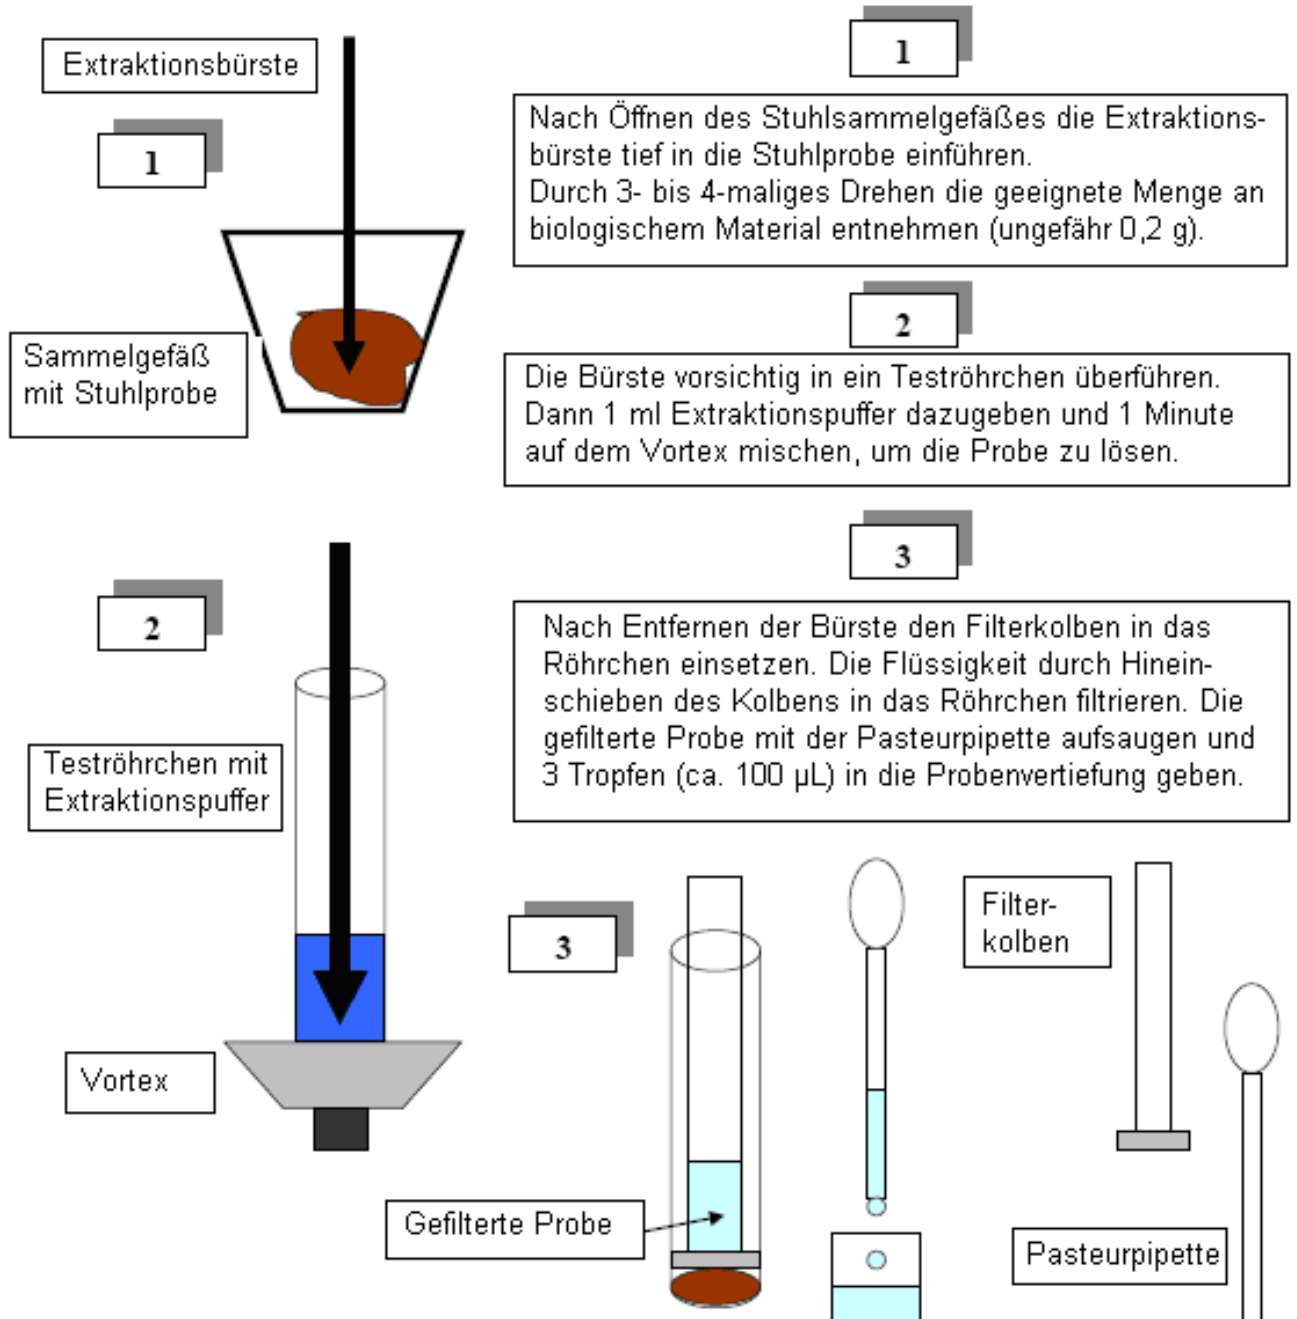 Extraktionsbürste
1
Sammelgefäß
mit Stuhlprobe
1
Nach Öffnen des Stuhlsammelgefäßes die Extraktions-
bürste tief in die Stuhlprobe einführen.
Durch 3- bis 4-maliges Drehen die geeignete Menge an
biologischem Material entnehmen (ungefähr 0,2 g).
2
Die Bürste vorsichtig in ein Teströhrchen überführen.
Dann 1 ml Extraktionspuffer dazugeben und 1 Minute
auf dem Vortex mischen, um die Probe zu lösen.
3
Nach Entfernen der Bürste den Filterkolben in das
Röhrchen einsetzen. Die Flüssigkeit durch Hinein-
schieben des Kolbens in das Röhrchen filtrieren. Die
gefilterte Probe mit der Pasteurpipette aufsaugen und
3 Tropfen (ca. 100 µL) in die Probenvertiefung geben.
2
Teströhrchen mit
Extraktionspuffer
Vortex
3
Filter-
kolben
Gefilterte Probe
Pasteurpipette